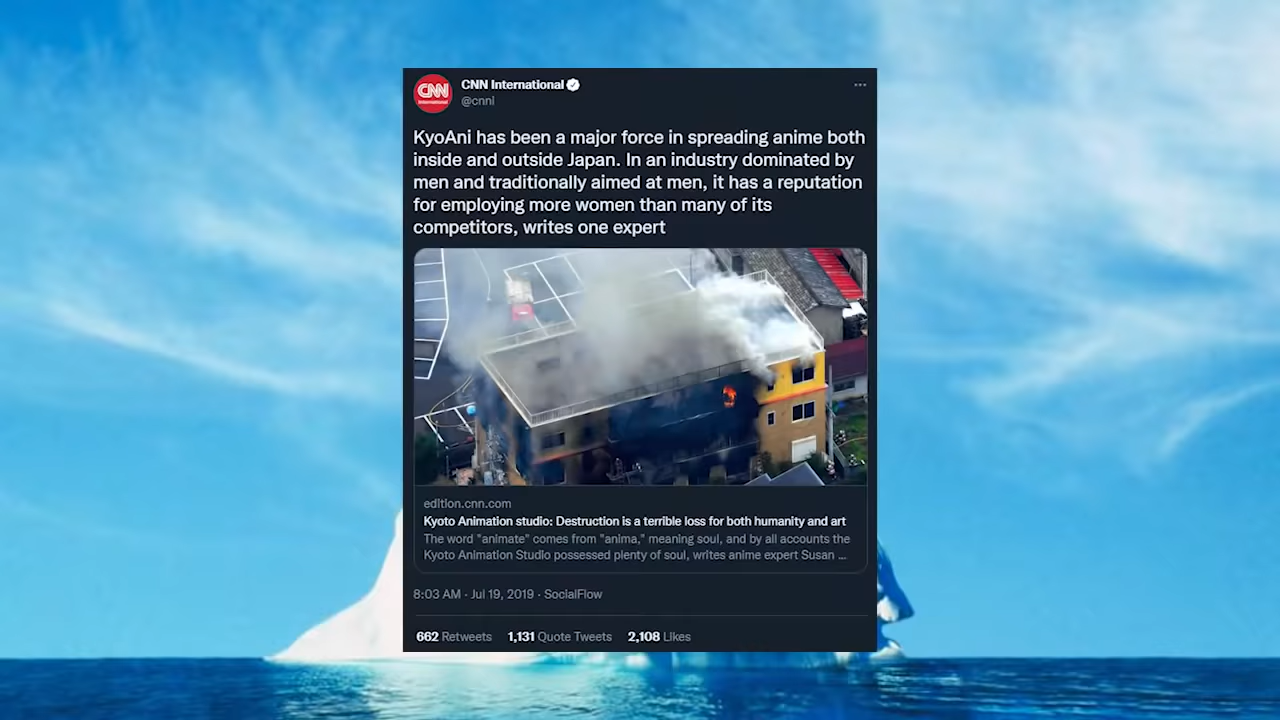 CNN International
@cnni
KyoAni has been a major force in spreading anime both
inside and outside Japan. In an industry dominated by
men and traditionally aimed at men, it has a reputation
for employing more women than many of its
competitors, writes one expert
edition.cnn.com
Kyoto Animation studio: Destruction is a terrible loss for both humanity and art
The word "animate" comes from "anima," meaning soul, and by all accounts the
Kyoto Animation Studio possessed plenty of soul, writes anime expert Susan ...
8:03 AM · Jul 19, 2019 · SocialFlow
662 Retweets 1,131 Quote Tweets 2,108 Likes
CNN
International